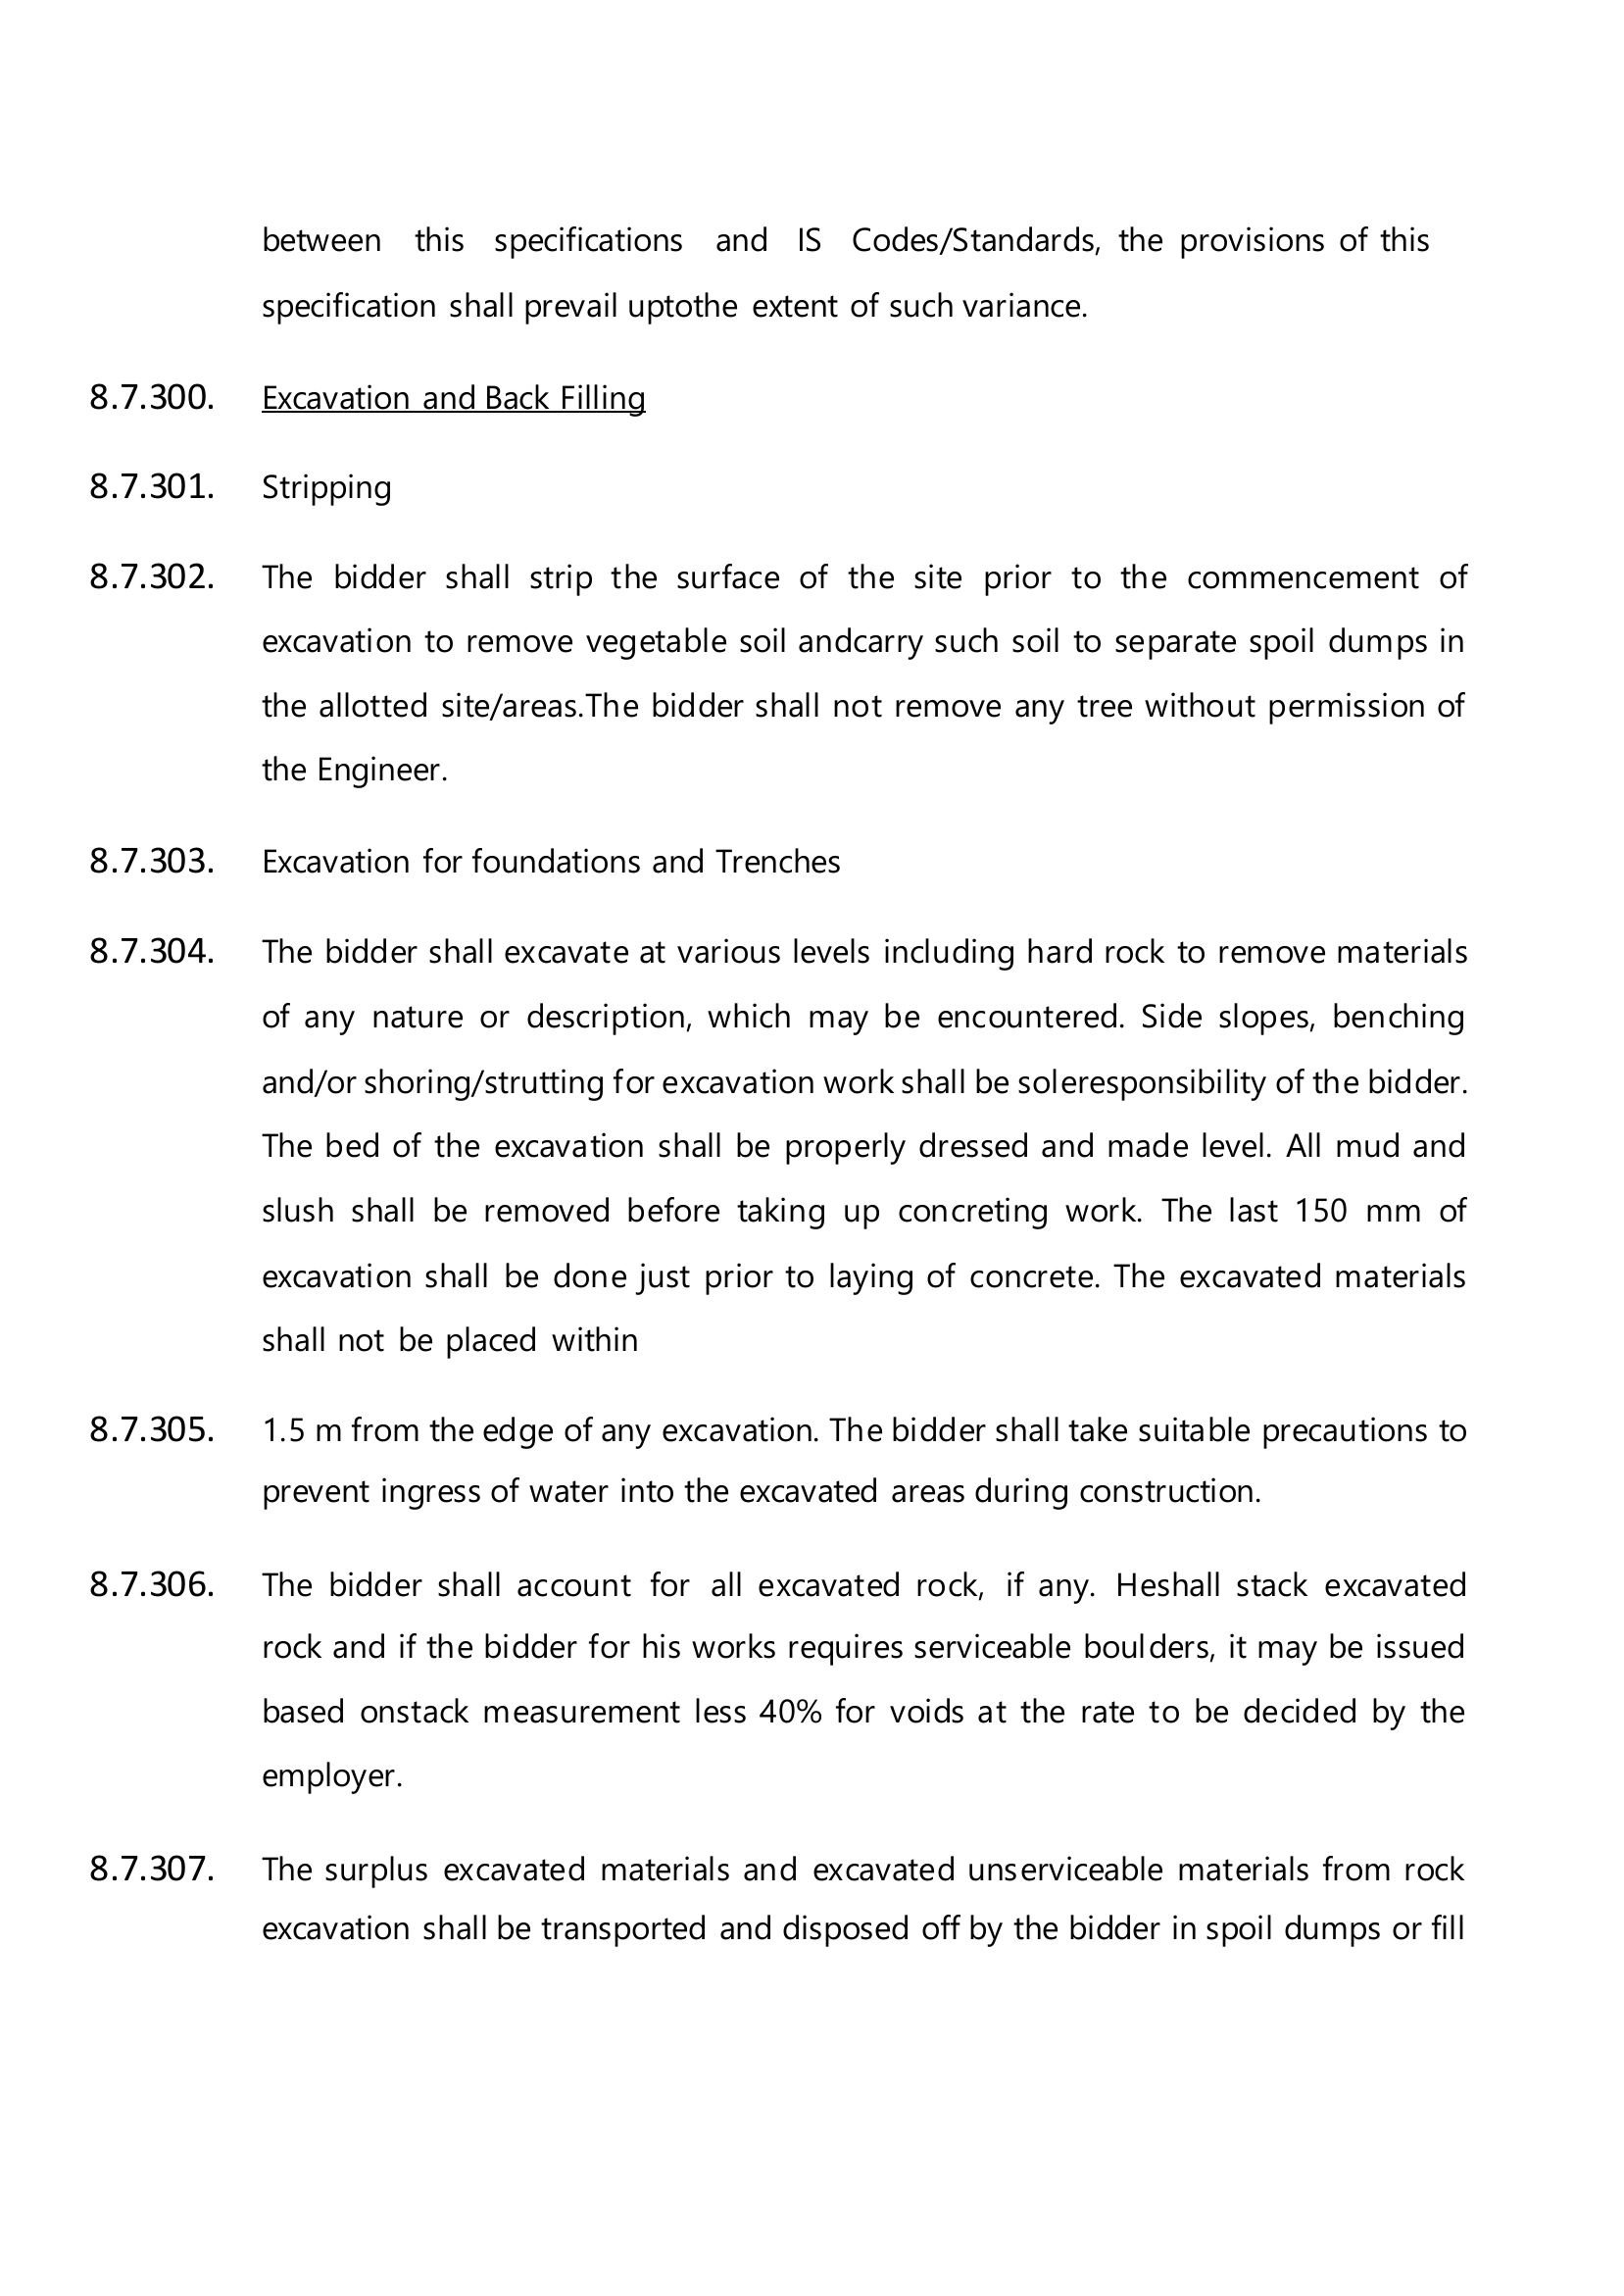 between this specifications and IS Codes/Standards, the provisions of this
specification shall prevail uptothe extent of such variance.
8.7.300. Excavation and Back Filling
8.7.301. Stripping
8.7.302. The bidder shall strip the surface of the site prior to the commencement of
excavation to remove vegetable soil andcarry such soil to separate spoil dumps in
the allotted site/areas.The bidder shall not remove any tree without permission of
the Engineer.
8.7.303. Excavation for foundations and Trenches
8.7.304. The bidder shall excavate at various levels including hard rock to remove materials
of any nature or description, which may be encountered. Side slopes, benching
and/or shoring/strutting for excavation work shall be soleresponsibility of the bidder.
The bed of the excavation shall be properly dressed and made level. All mud and
slush shall be removed before taking up concreting work. The last 150 mm of
excavation shall be done just prior to laying of concrete. The excavated materials
shall not be placed within
8.7.305. 1.5 m from the edge of any excavation. The bidder shall take suitable precautions to
prevent ingress of water into the excavated areas during construction.
8.7.306. The bidder shall account for all excavated rock, if any. Heshall stack excavated
rock and if the bidder for his works requires serviceable boulders, it may be issued
based onstack measurement less 40% for voids at the rate to be decided by the
employer.
8.7.307. The surplus excavated materials and excavated unserviceable materials from rock
excavation shall be transported and disposed off by the bidder in spoil dumps or fill